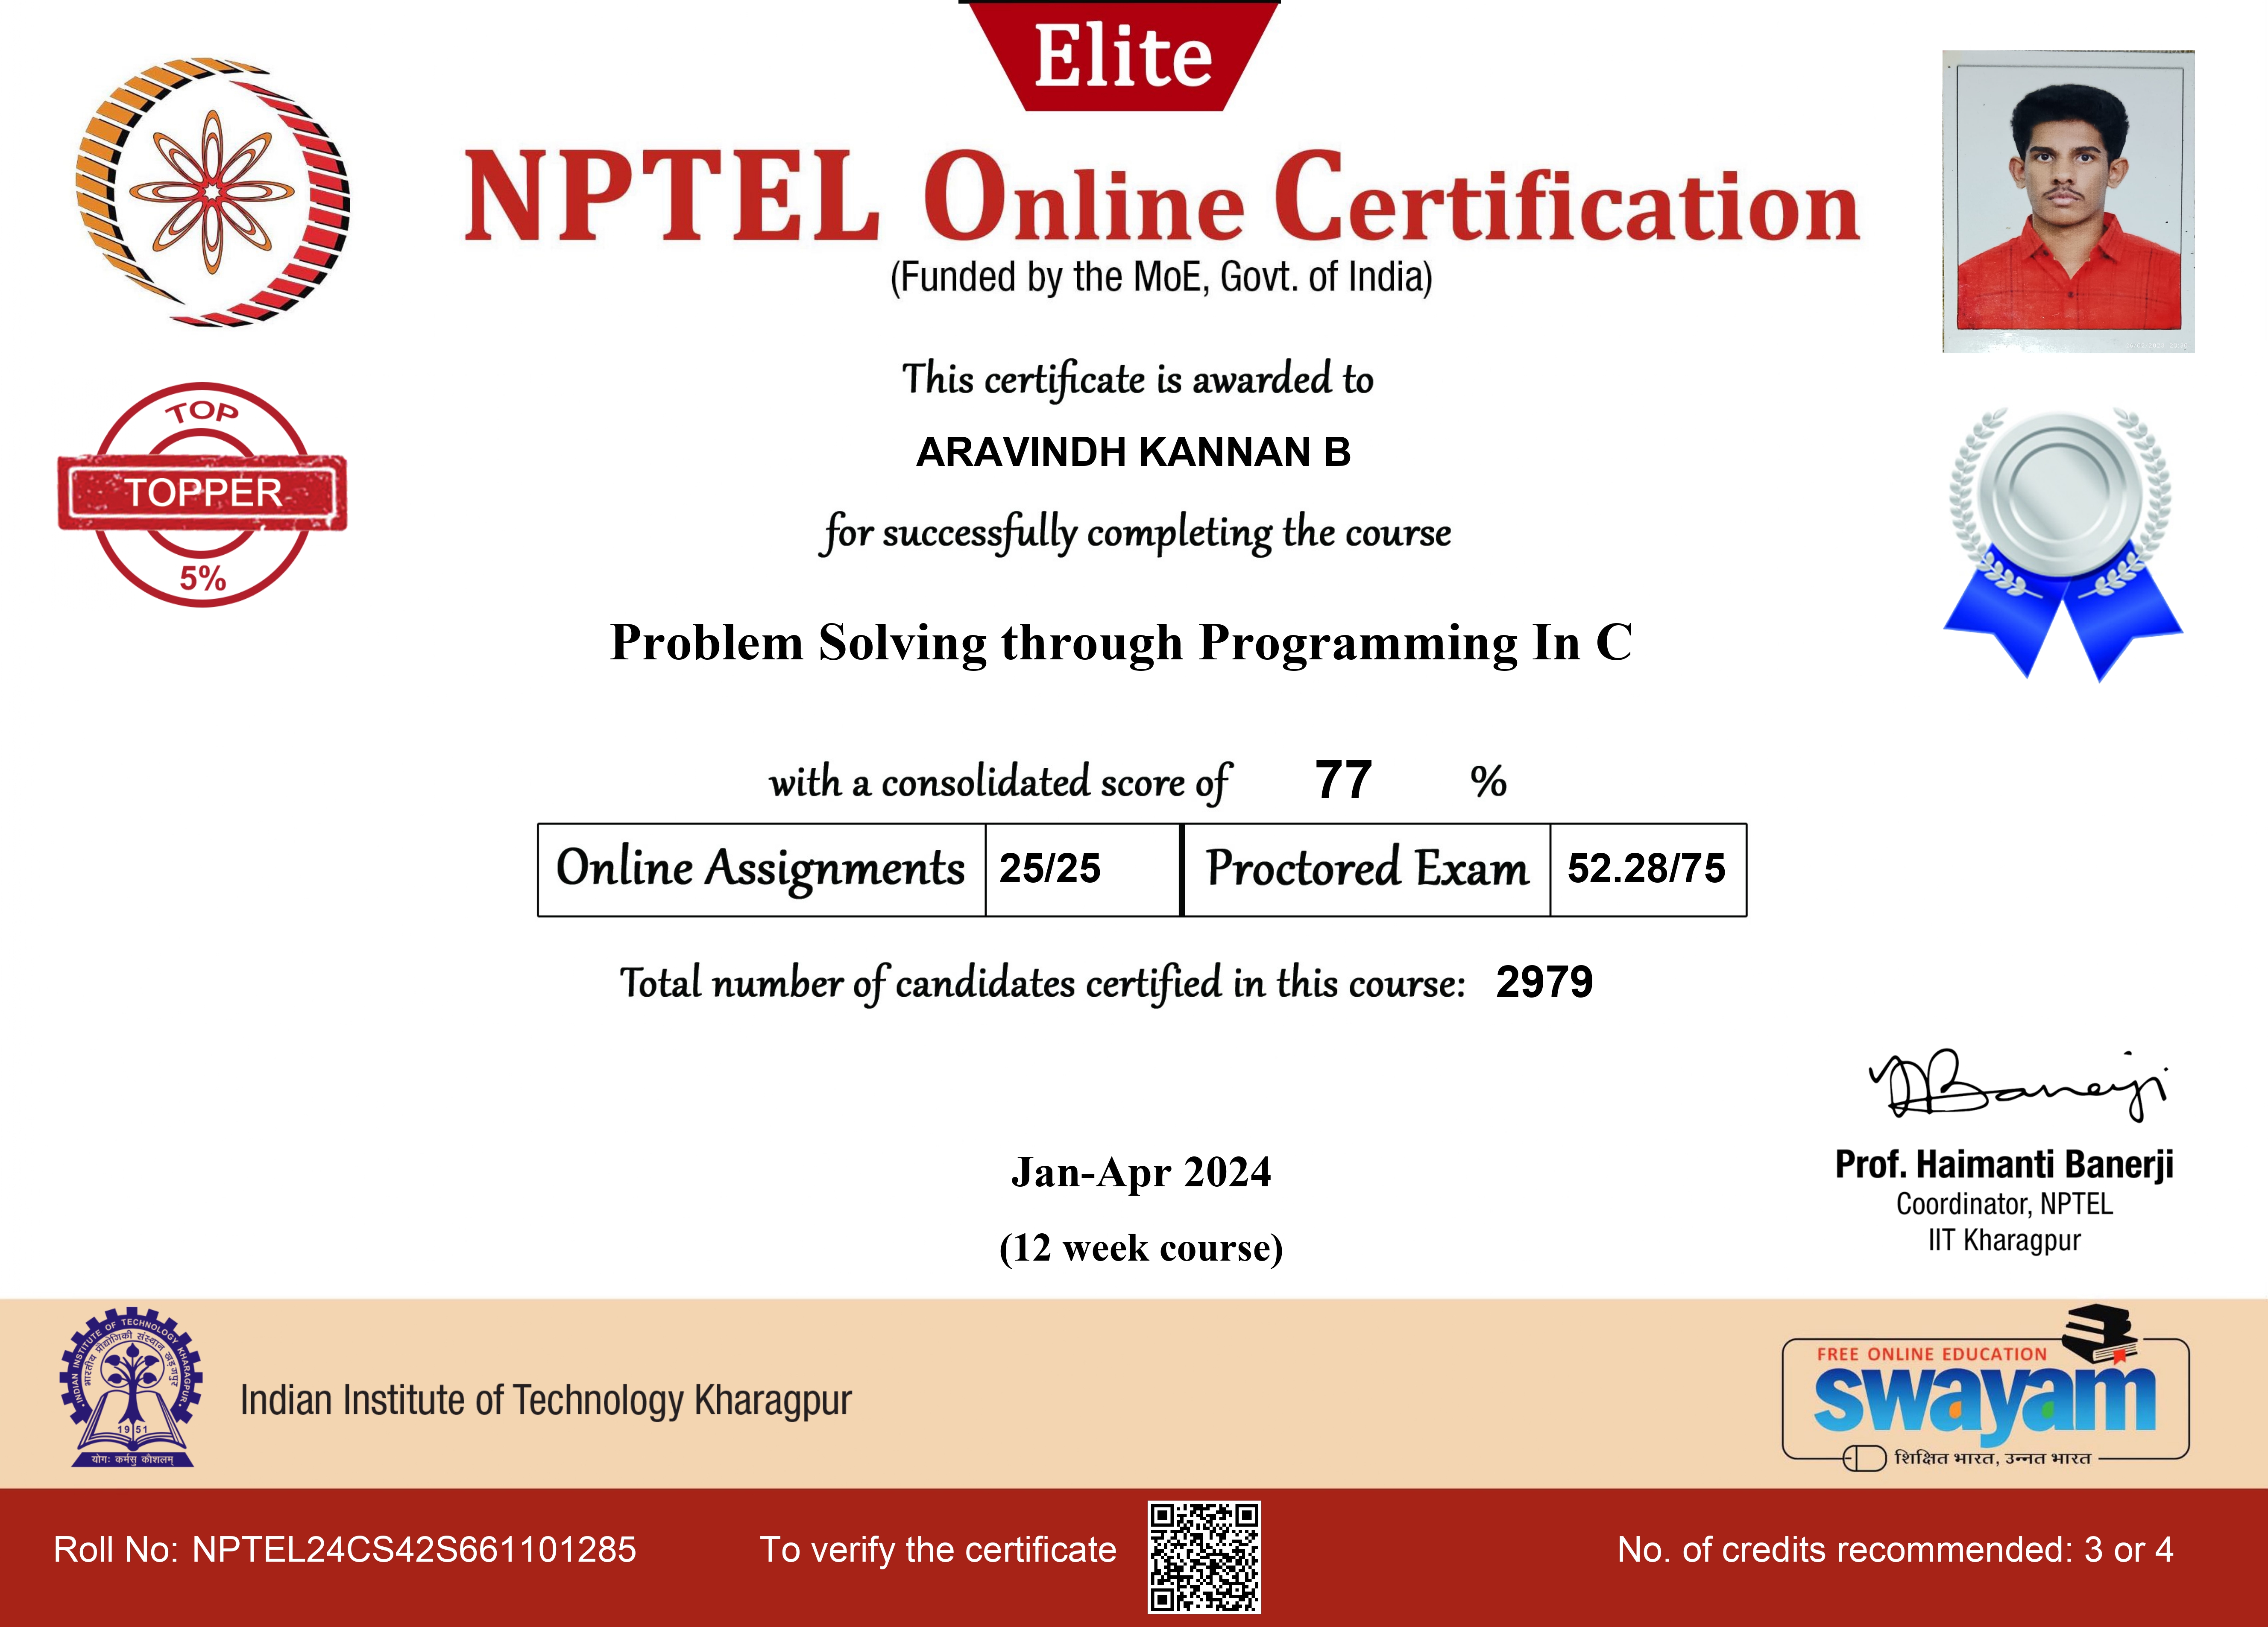 Elite
NPTEL Online Certification
(Funded by the MoE, Govt. of India)
This certificate is awarded to
ARAVINDH KANNAN B
for successfully completing the course
TOP
TOPPER
5%
Problem Solving through Programming In C
with a consolidated score of 77 %
Online Assignments 25/25 Proctored Exam 52.28/75
Total number of candidates certified in this course: 2979
Banerji
Jan-Apr 2024
(12 week course)
Prof. Haimanti Banerji
Coordinator, NPTEL
IIT Kharagpur
INDIAN INSTITUTE OF TECHNOLOGY KHARAGPUR
भारतीय प्रौद्योगिकी संस्थान खड़गपुर
1951
योगः कर्मसु कौशलम्
Indian Institute of Technology Kharagpur
FREE ONLINE EDUCATION
swayam
शिक्षित भारत, उन्नत भारत
Roll No: NPTEL24CS42S661101285
To verify the certificate
No. of credits recommended: 3 or 4